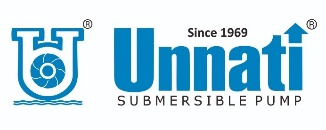 Since 1969
Unnati
SUBMERSIBLE PUMP
®
®